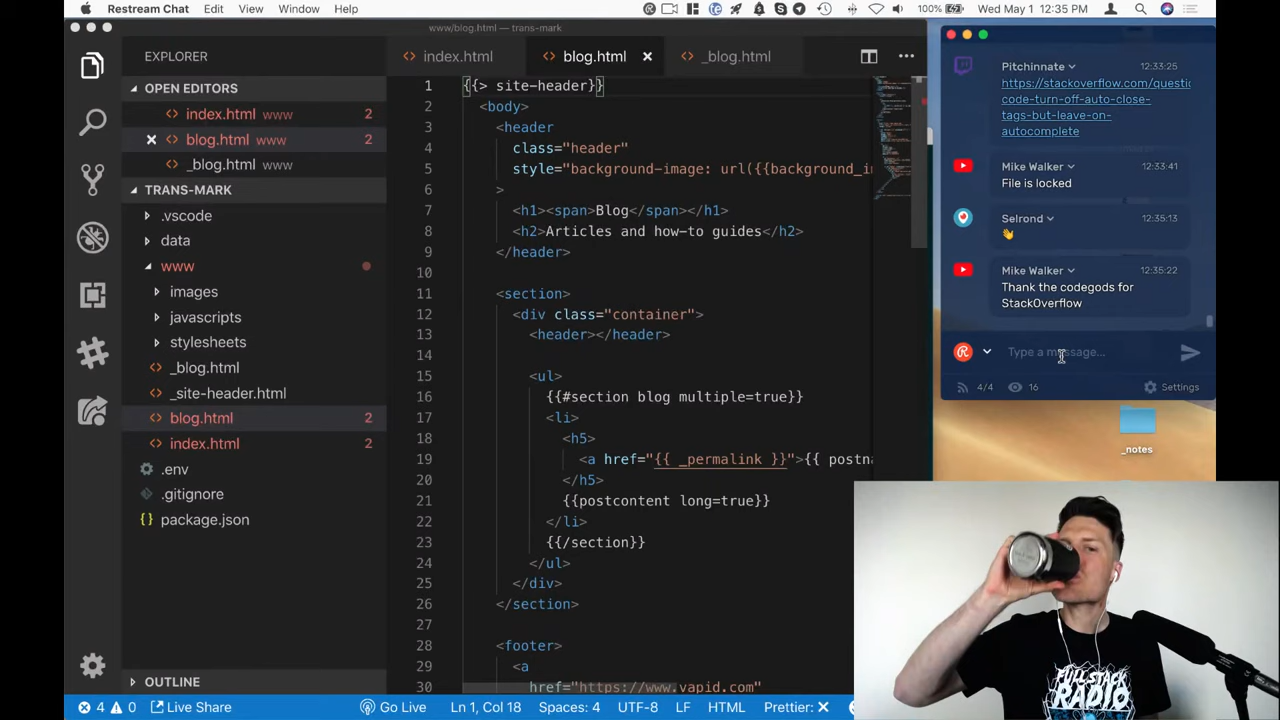 Restream Chat Edit View Window Help 100% Wed May 1 12:35 PM
www/blog.html — trans-mark
EXPLORER
OPEN EDITORS
index.html www 2
blog.html www 2
_blog.html www
TRANS-MARK
.vscode
data
www
images
javascripts
stylesheets
_blog.html
_site-header.html
blog.html 2
index.html 2
.env
.gitignore
package.json
OUTLINE
index.html blog.html _blog.html
1 {{> site-header}}
2 <body>
3 <header
4 class="header"
5 style="background-image: url({{background_i
6 >
7 <h1><span>Blog</span></h1>
8 <h2>Articles and how-to guides</h2>
9 </header>
10
11 <section>
12 <div class="container">
13 <header></header>
14
15 <ul>
16 {{#section blog multiple=true}}
17 <li>
18 <h5>
19 <a href="{{ _permalink }}">{{ postn
20 </h5>
21 {{postcontent long=true}}
22 </li>
23 {{/section}}
24 </ul>
25 </div>
26 </section>
27
28 <footer>
29 <a
30 href="https://www.vapid.com"
Pitchinnate 12:33:25
https://stackoverflow.com/questic
code-turn-off-auto-close-
tags-but-leave-on-
autocomplete
Mike Walker 12:33:41
File is locked
Selrond 12:35:13
Mike Walker 12:35:22
Thank the codegods for
StackOverflow
Type a message...
4/4 16 Settings
_notes
FULL STACK
RADIO
4 0 Live Share Go Live Ln 1, Col 18 Spaces: 4 UTF-8 LF HTML Prettier: ×